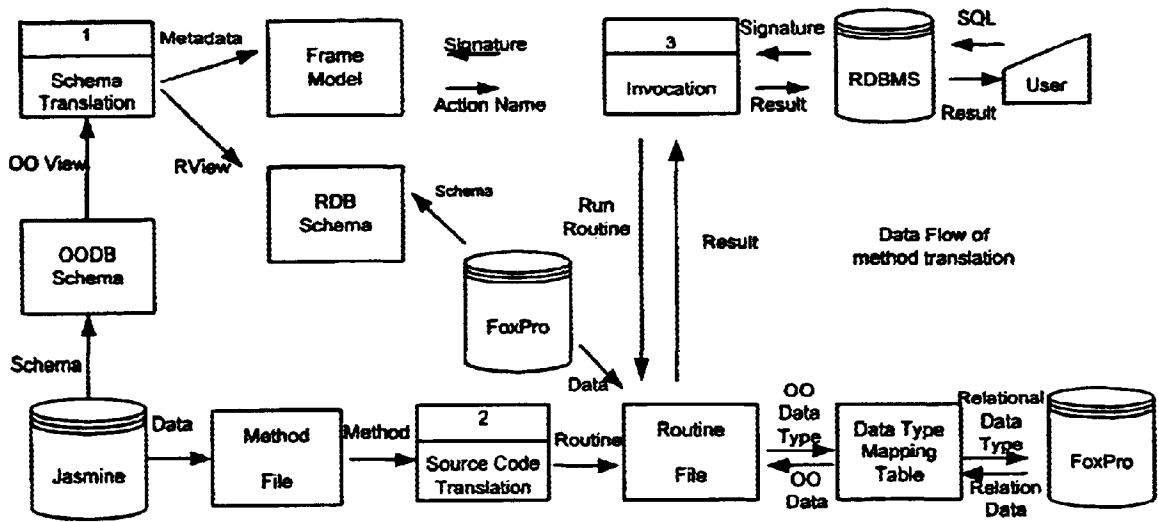 1
Schema
Translation
Metadata
Frame
Model
Signature
Action Name
3
Invocation
Signature
Result
RDBMS
SQL
Result
User
OO View
RView
RDB
Schema
Schema
Run
Routine
Result
Data Flow of
method translation
OODB
Schema
FoxPro
Schema
Data
Jasmine
Data
Method
File
Method
2
Source Code
Translation
Routine
Routine
File
OO
Data
Type
OO
Data
Data Type
Mapping
Table
Relational
Data
Type
Relation
Data
FoxPro